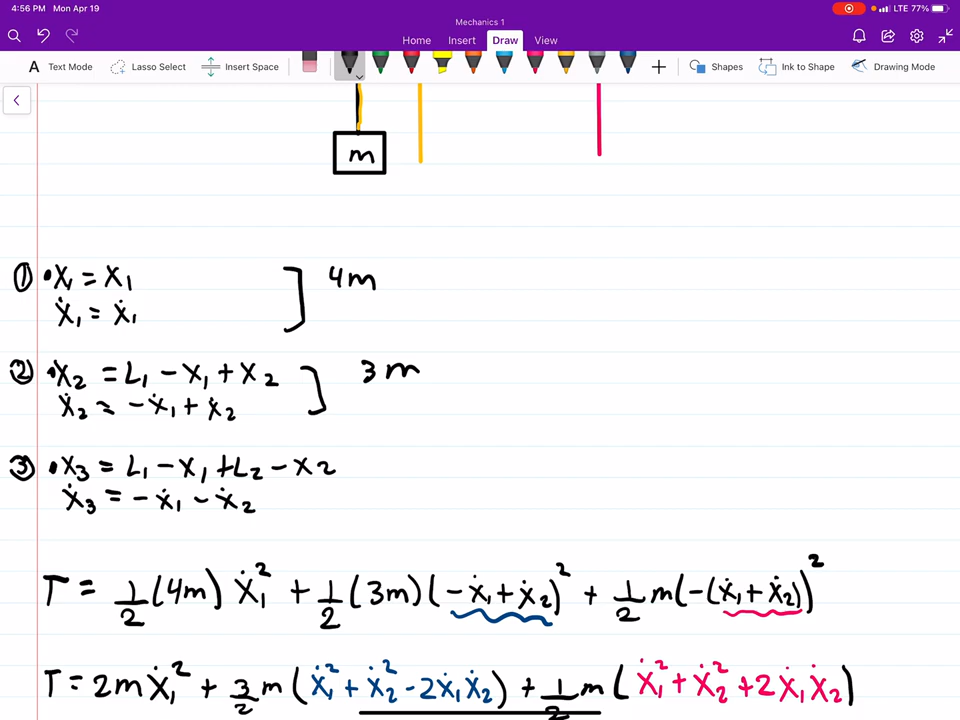 4:56 PM Mon Apr 19
LTE 77%
Mechanics 1
Home Insert Draw View
A Text Mode Lasso Select Insert Space + Shapes Ink to Shape Drawing Mode
m
① • X₁ = X₁
Ẋ₁ = Ẋ₁ ] 4m
② • X₂ = L₁ - X₁ + X₂
Ẋ₂ = -Ẋ₁ + Ẋ₂ ] 3m
③ • X₃ = L₁ - X₁ + L₂ - X₂
Ẋ₃ = -Ẋ₁ - Ẋ₂
T = 1/2 (4m) Ẋ₁² + 1/2 (3m) (-Ẋ₁ + Ẋ₂)² + 1/2 m(-(Ẋ₁ + Ẋ₂))²
T = 2mẊ₁² + 3/2 m (Ẋ₁² + Ẋ₂² - 2Ẋ₁Ẋ₂) + 1/2 m (Ẋ₁² + Ẋ₂² + 2Ẋ₁Ẋ₂)